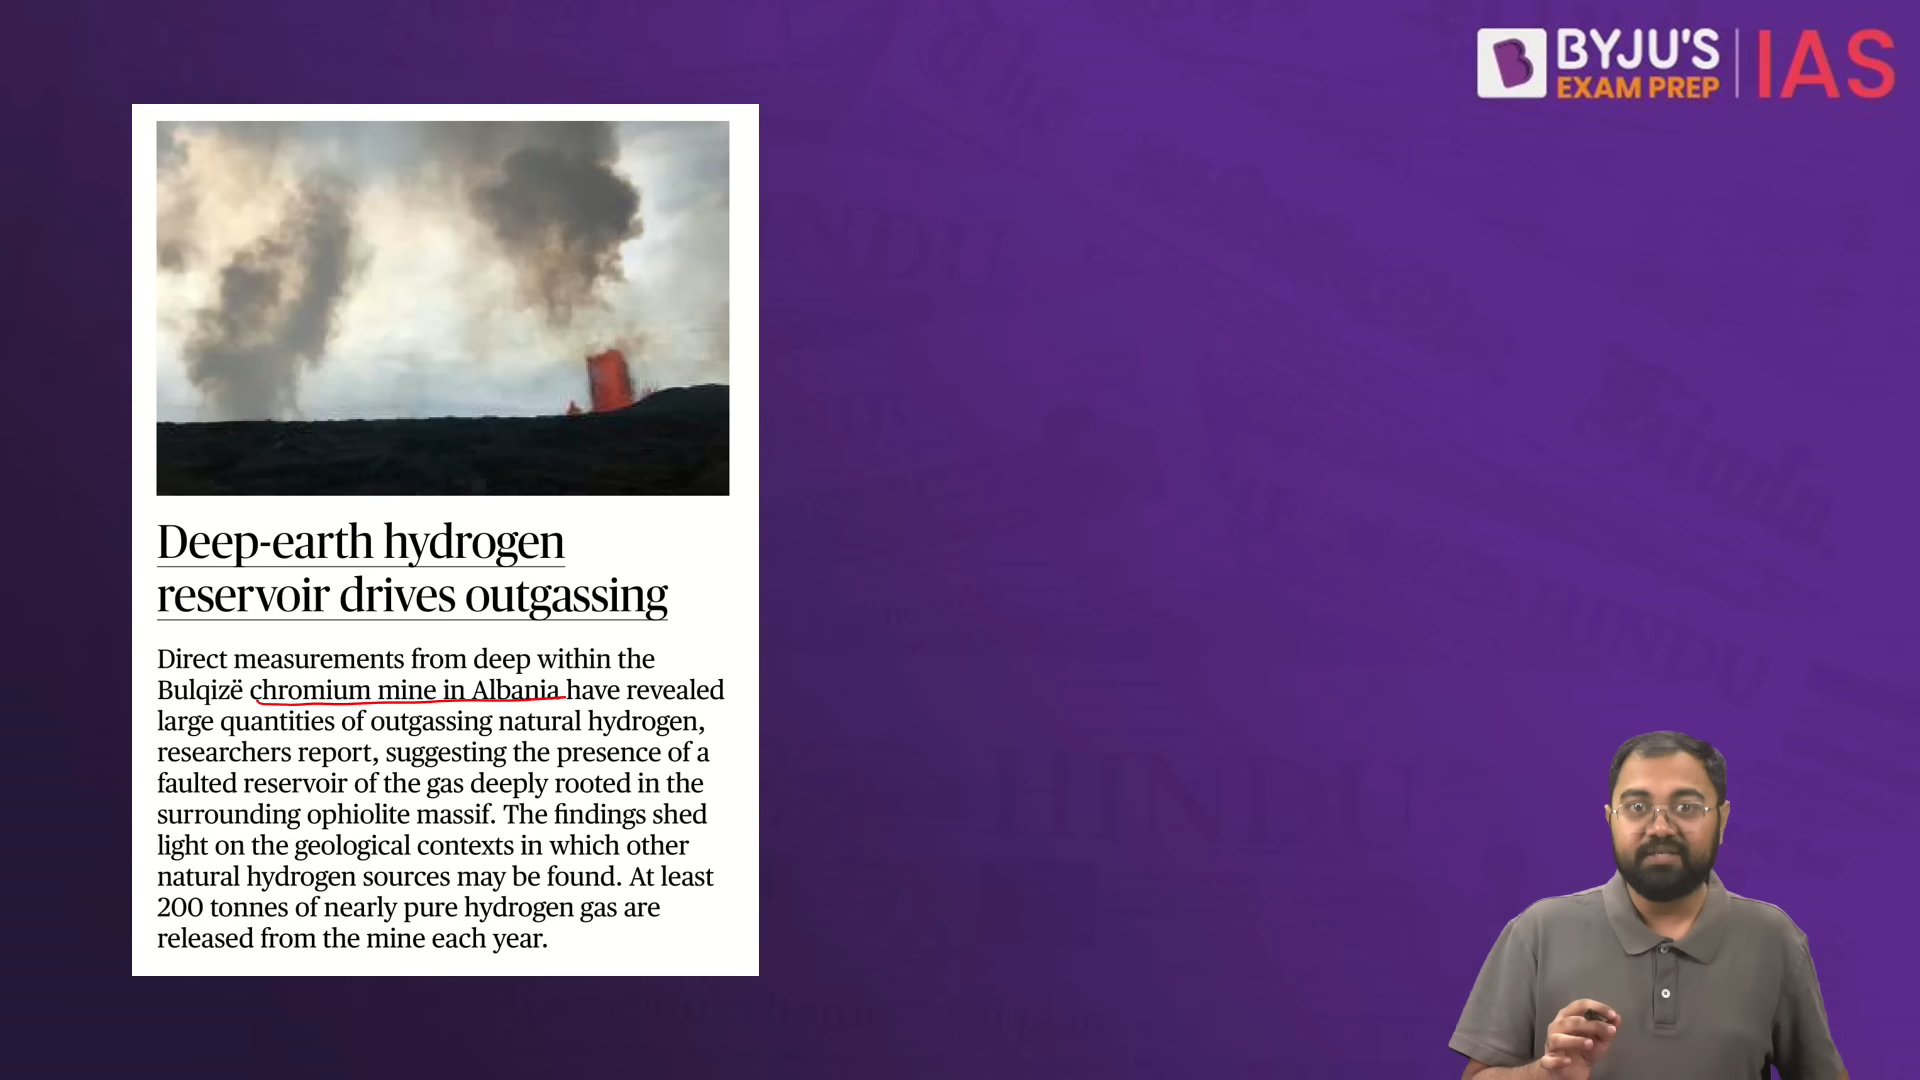 BYJU'S
EXAM PREP
IAS
Deep-earth hydrogen
reservoir drives outgassing
Direct measurements from deep within the
Bulqizë chromium mine in Albania have revealed
large quantities of outgassing natural hydrogen,
researchers report, suggesting the presence of a
faulted reservoir of the gas deeply rooted in the
surrounding ophiolite massif. The findings shed
light on the geological contexts in which other
natural hydrogen sources may be found. At least
200 tonnes of nearly pure hydrogen gas are
released from the mine each year.
HINDU
HINDU